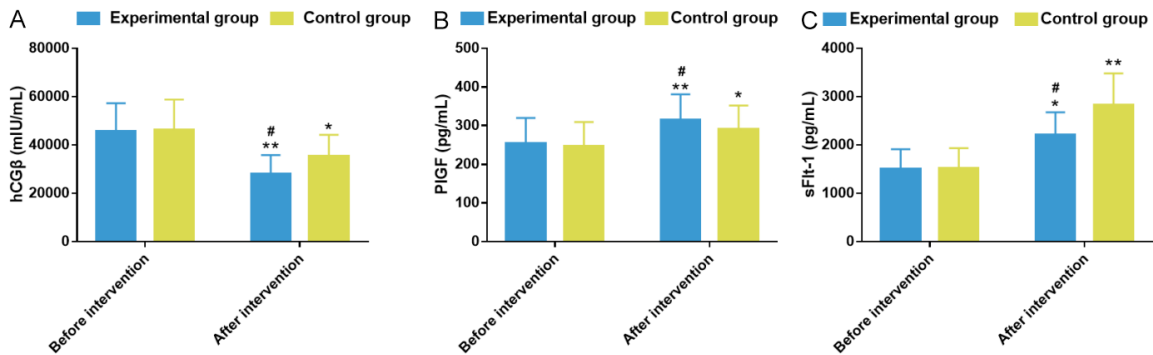 A
Experimental group
Control group
hCGβ (mIU/mL)
80000
60000
40000
20000
0
#
**
*
Before intervention
After intervention
B
Experimental group
Control group
PlGF (pg/mL)
500
400
300
200
100
0
#
**
*
Before intervention
After intervention
C
Experimental group
Control group
sFlt-1 (pg/mL)
4000
3000
2000
1000
0
#
*
**
Before intervention
After intervention